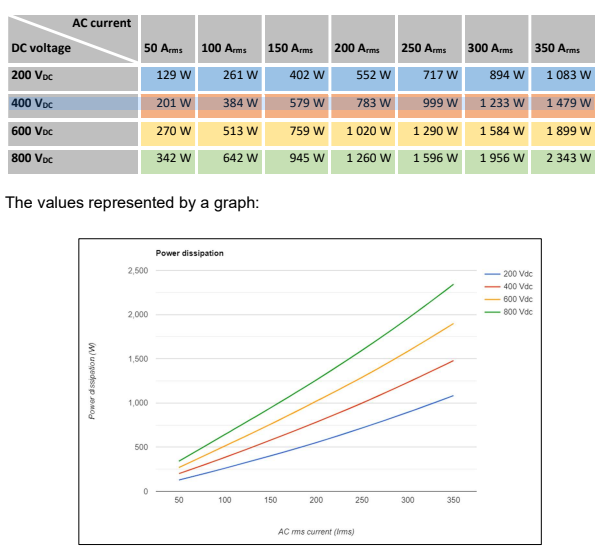 AC current
DC voltage 50 Arms 100 Arms 150 Arms 200 Arms 250 Arms 300 Arms 350 Arms
200 VDC 129 W 261 W 402 W 552 W 717 W 894 W 1 083 W
400 VDC 201 W 384 W 579 W 783 W 999 W 1 233 W 1 479 W
600 VDC 270 W 513 W 759 W 1 020 W 1 290 W 1 584 W 1 899 W
800 VDC 342 W 642 W 945 W 1 260 W 1 596 W 1 956 W 2 343 W
The values represented by a graph:
Power dissipation
2,500
2,000
1,500
1,000
500
0
Power dissipation (W)
50 100 150 200 250 300 350
AC rms current (Irms)
200 Vdc
400 Vdc
600 Vdc
800 Vdc